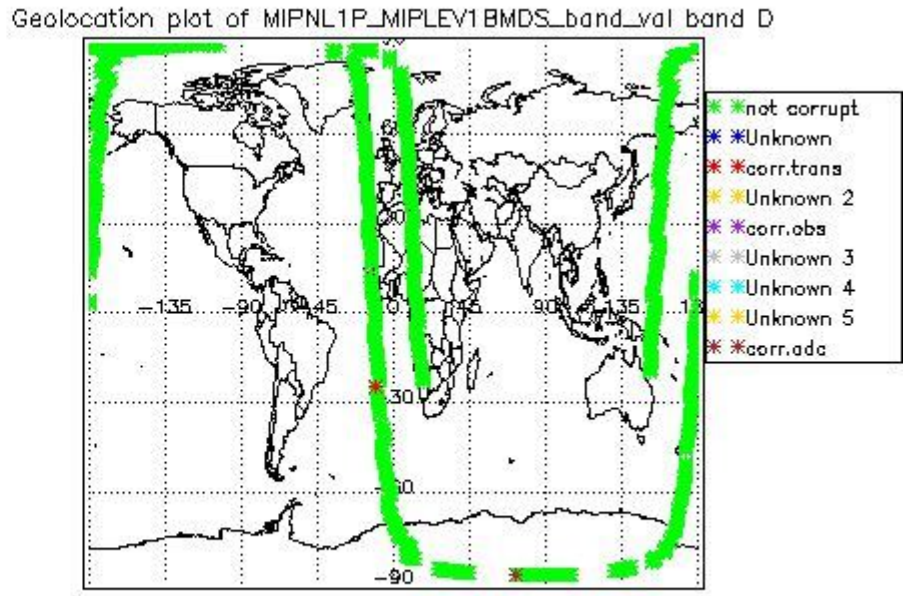 Geolocation plot of MIPNL1P_MIPLEV1BMDS_band_val band D
not corrupt
Unknown
corr.trans
Unknown 2
corr.obs
Unknown 3
Unknown 4
Unknown 5
corr.adc
-135 -90 -45 45 90 135
-30
-60
-90